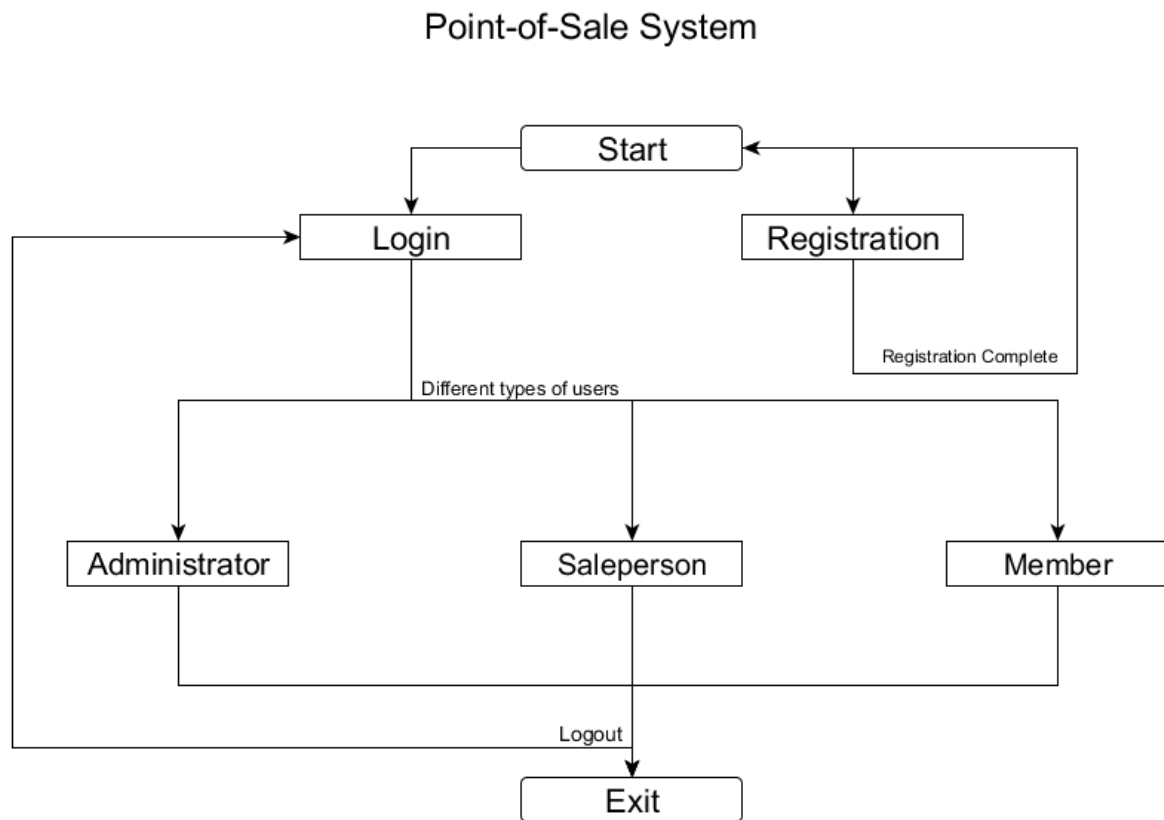 Point-of-Sale System
Start
Login
Registration
Registration Complete
Different types of users
Administrator
Saleperson
Member
Logout
Exit